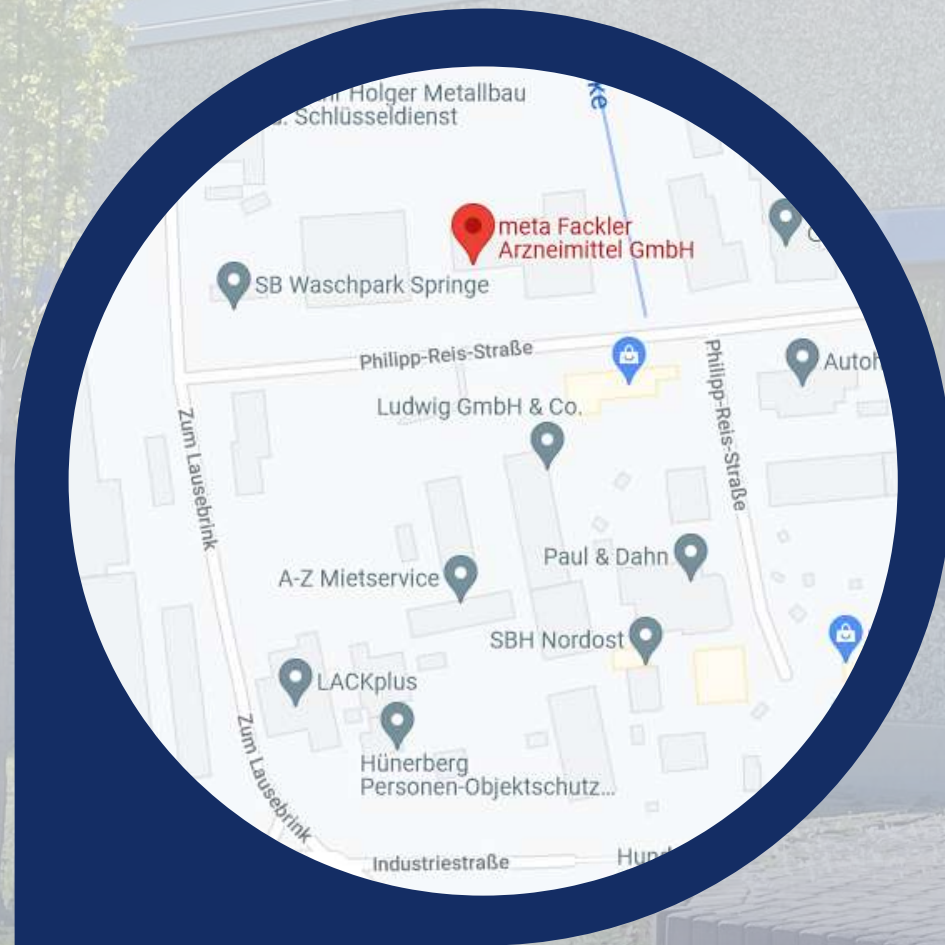 Holger Metallbau
Schlüsseldienst
ke
meta Fackler
Arzneimittel GmbH
SB Waschpark Springe
Philipp-Reis-Straße
Philipp-Reis-Straße
Autoh
Ludwig GmbH & Co.
Zum Lausebrink
Paul & Dahn
A-Z Mietservice
SBH Nordost
LACKplus
Zum Lausebrink
Hünerberg
Personen-Objektschutz...
Industriestraße